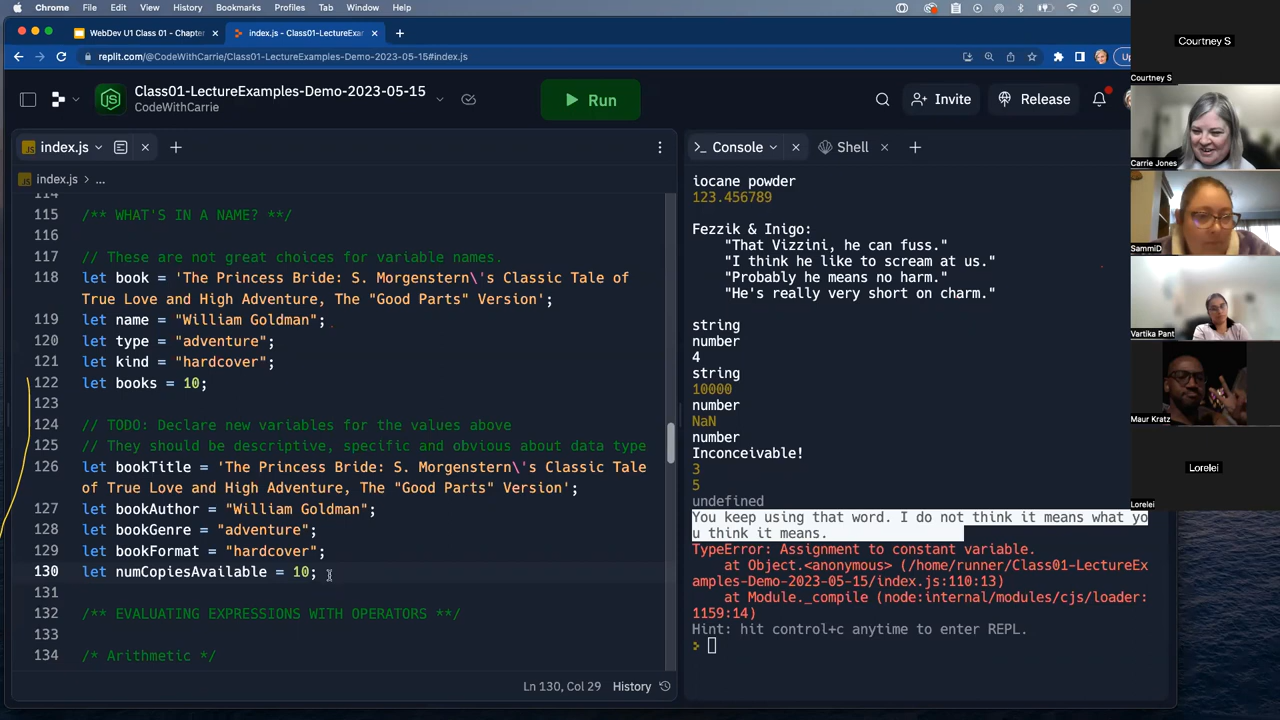 Chrome File Edit View History Bookmarks Profiles Tab Window Help
WebDev U1 Class 01 - Chapter
index.js - Class01-LectureExa
replit.com/@CodeWithCarrie/Class01-LectureExamples-Demo-2023-05-15#index.js
Up
Class01-LectureExamples-Demo-2023-05-15
CodeWithCarrie
Run
Invite
Release
index.js
Console
Shell
JS index.js > ...
114
115 /** WHAT'S IN A NAME? **/
116
117 // These are not great choices for variable names.
118 let book = 'The Princess Bride: S. Morgenstern\'s Classic Tale of
True Love and High Adventure, The "Good Parts" Version';
119 let name = "William Goldman";
120 let type = "adventure";
121 let kind = "hardcover";
122 let books = 10;
123
124 // TODO: Declare new variables for the values above
125 // They should be descriptive, specific and obvious about data type
126 let bookTitle = 'The Princess Bride: S. Morgenstern\'s Classic Tale
of True Love and High Adventure, The "Good Parts" Version';
127 let bookAuthor = "William Goldman";
128 let bookGenre = "adventure";
129 let bookFormat = "hardcover";
130 let numCopiesAvailable = 10;
131
132 /** EVALUATING EXPRESSIONS WITH OPERATORS **/
133
134 /* Arithmetic */
Ln 130, Col 29 History
iocane powder
123.456789
Fezzik & Inigo:
"That Vizzini, he can fuss."
"I think he like to scream at us."
"Probably he means no harm."
"He's really very short on charm."
string
number
4
string
10000
number
NaN
number
Inconceivable!
3
5
undefined
You keep using that word. I do not think it means what yo
u think it means.
TypeError: Assignment to constant variable.
at Object.<anonymous> (/home/runner/Class01-LectureEx
amples-Demo-2023-05-15/index.js:110:13)
at Module._compile (node:internal/modules/cjs/loader:
1159:14)
Hint: hit control+c anytime to enter REPL.
>
Courtney S
Courtney S
Carrie Jones
SammiD
Vartika Pant
Maur Kratz
Lorelei
Lorelei